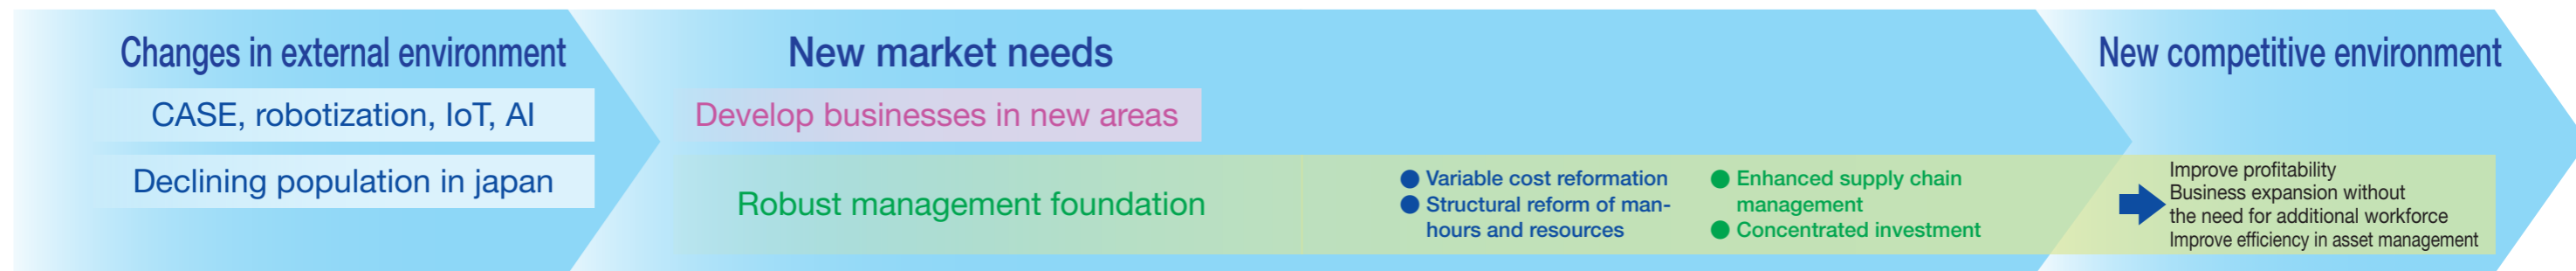 Changes in external environment
CASE, robotization, IoT, AI
Declining population in japan
New market needs
Develop businesses in new areas
Robust management foundation
● Variable cost reformation
● Structural reform of man-
hours and resources
● Enhanced supply chain
management
● Concentrated investment
New competitive environment
Improve profitability
Business expansion without
the need for additional workforce
Improve efficiency in asset management